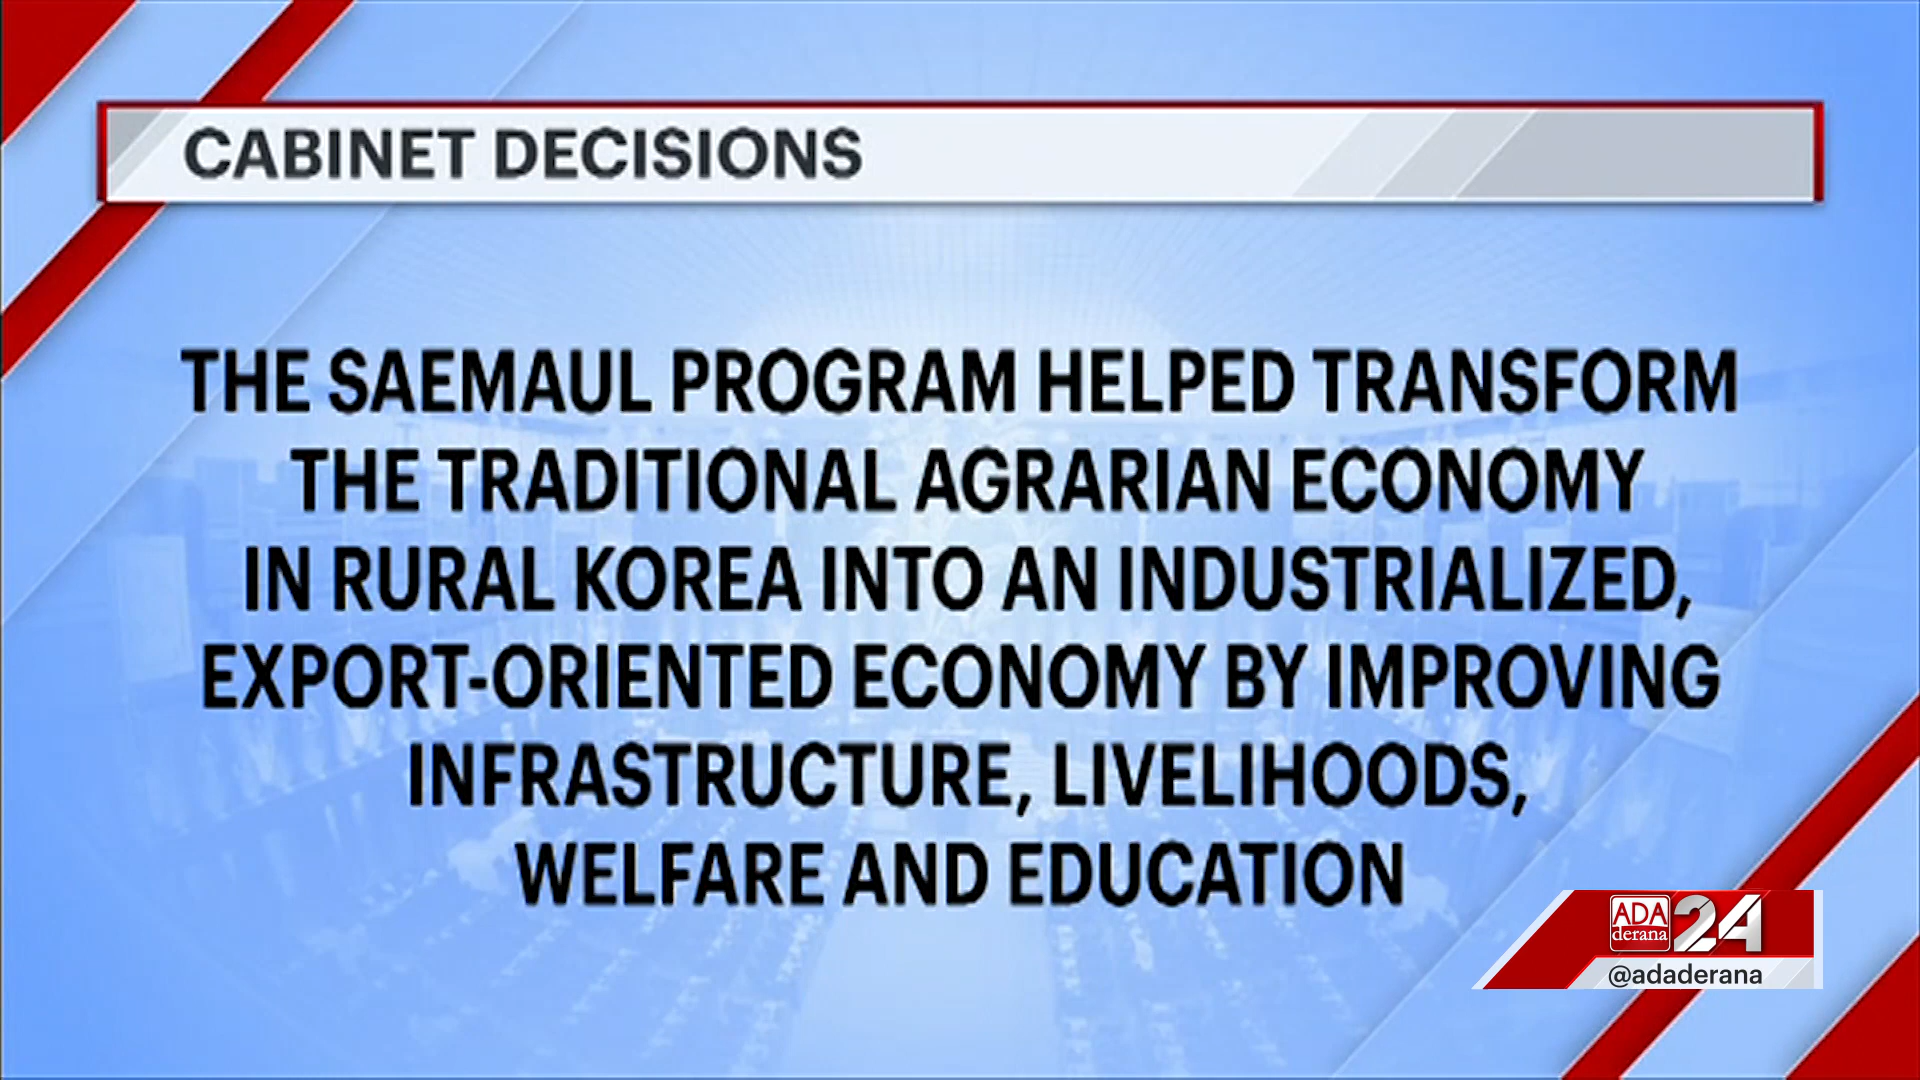 CABINET DECISIONS
THE SAEMAUL PROGRAM HELPED TRANSFORM
THE TRADITIONAL AGRARIAN ECONOMY
IN RURAL KOREA INTO AN INDUSTRIALIZED,
EXPORT-ORIENTED ECONOMY BY IMPROVING
INFRASTRUCTURE, LIVELIHOODS,
WELFARE AND EDUCATION
ADA
derana 24
@adaderana